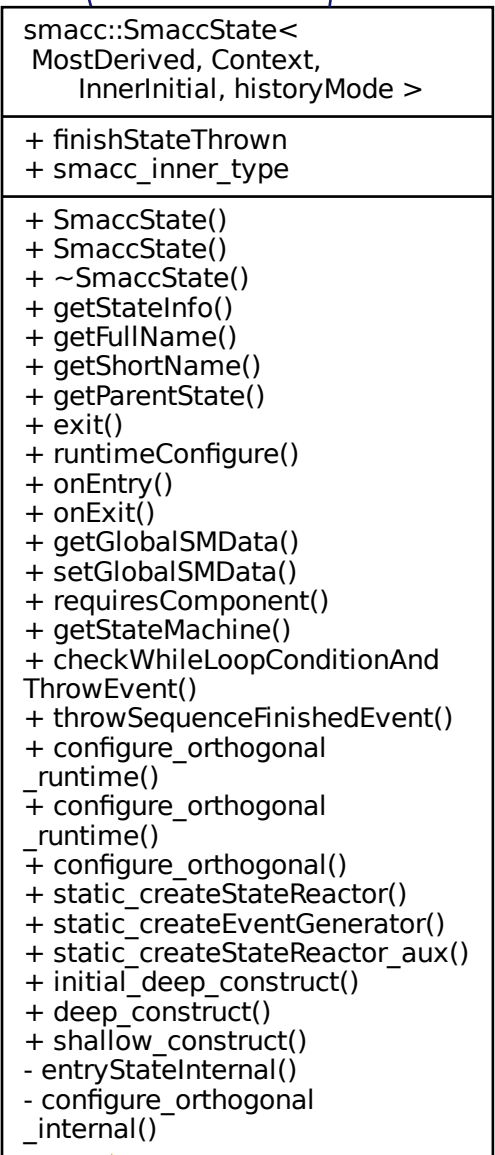 smacc::SmaccState<
MostDerived, Context,
InnerInitial, historyMode >
+ finishStateThrown
+ smacc_inner_type
+ SmaccState()
+ SmaccState()
+ ~SmaccState()
+ getStateInfo()
+ getFullName()
+ getShortName()
+ getParentState()
+ exit()
+ runtimeConfigure()
+ onEntry()
+ onExit()
+ getGlobalSMData()
+ setGlobalSMData()
+ requiresComponent()
+ getStateMachine()
+ checkWhileLoopConditionAnd
ThrowEvent()
+ throwSequenceFinishedEvent()
+ configure_orthogonal
_runtime()
+ configure_orthogonal
_runtime()
+ configure_orthogonal()
+ static_createStateReactor()
+ static_createEventGenerator()
+ static_createStateReactor_aux()
+ initial_deep_construct()
+ deep_construct()
+ shallow_construct()
- entryStateInternal()
- configure_orthogonal
_internal()